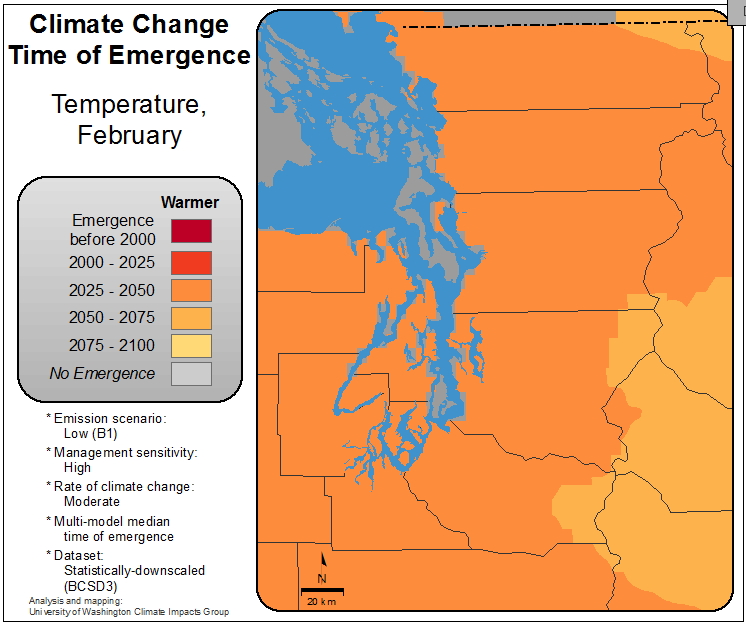 Climate Change
Time of Emergence
Temperature,
February
Warmer
Emergence
before 2000
2000 - 2025
2025 - 2050
2050 - 2075
2075 - 2100
No Emergence
* Emission scenario:
Low (B1)
* Management sensitivity:
High
* Rate of climate change:
Moderate
* Multi-model median
time of emergence
* Dataset:
Statistically-downscaled
(BCSD3)
Analysis and mapping:
University of Washington Climate Impacts Group
N
20 km